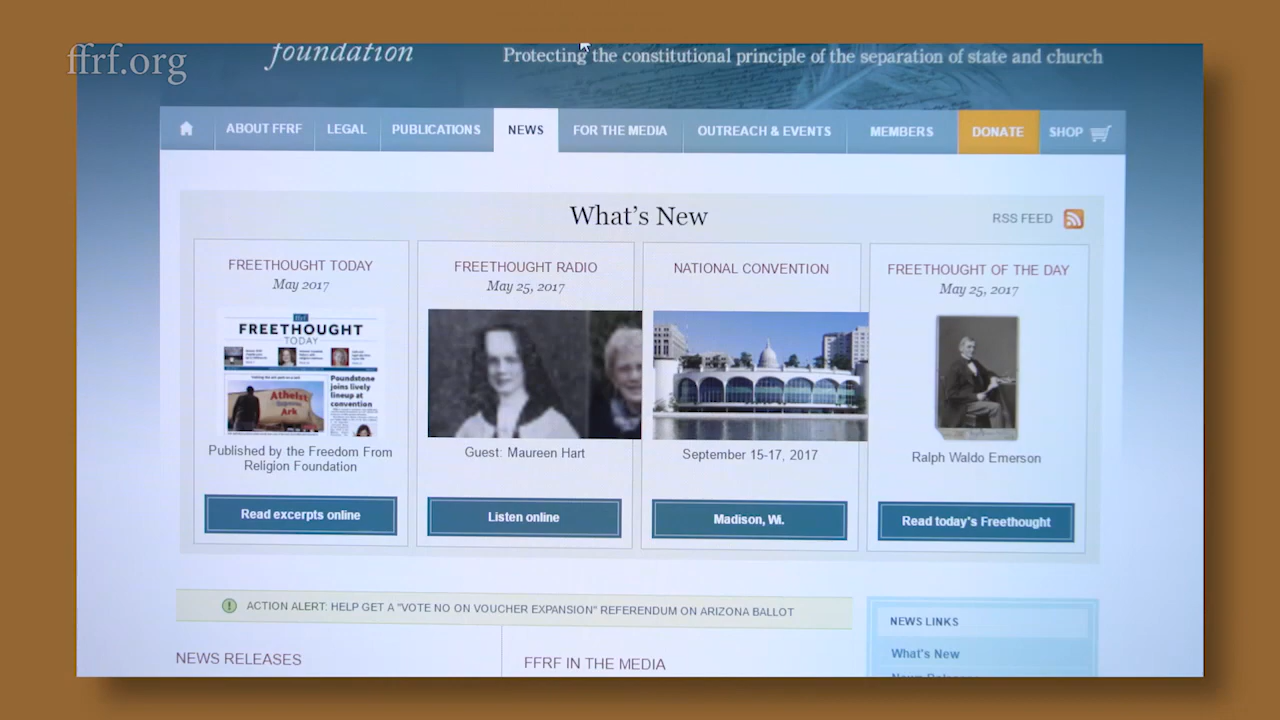 ffrf.org
foundation
Protecting the constitutional principle of the separation of state and church
ABOUT FFRF
LEGAL
PUBLICATIONS
NEWS
FOR THE MEDIA
OUTREACH & EVENTS
MEMBERS
DONATE
SHOP
What's New
RSS FEED
FREETHOUGHT TODAY
May 2017
FREETHOUGHT
TODAY
Poundstone
joins lively
lineup at
convention
Atheist
Ark
Published by the Freedom From
Religion Foundation
Read excerpts online
FREETHOUGHT RADIO
May 25, 2017
Guest: Maureen Hart
Listen online
NATIONAL CONVENTION
September 15-17, 2017
Madison, Wi.
FREETHOUGHT OF THE DAY
May 25, 2017
Ralph Waldo Emerson
Read today's Freethought
ACTION ALERT: HELP GET A "VOTE NO ON VOUCHER EXPANSION" REFERENDUM ON ARIZONA BALLOT
NEWS RELEASES
FFRF IN THE MEDIA
NEWS LINKS
What's New